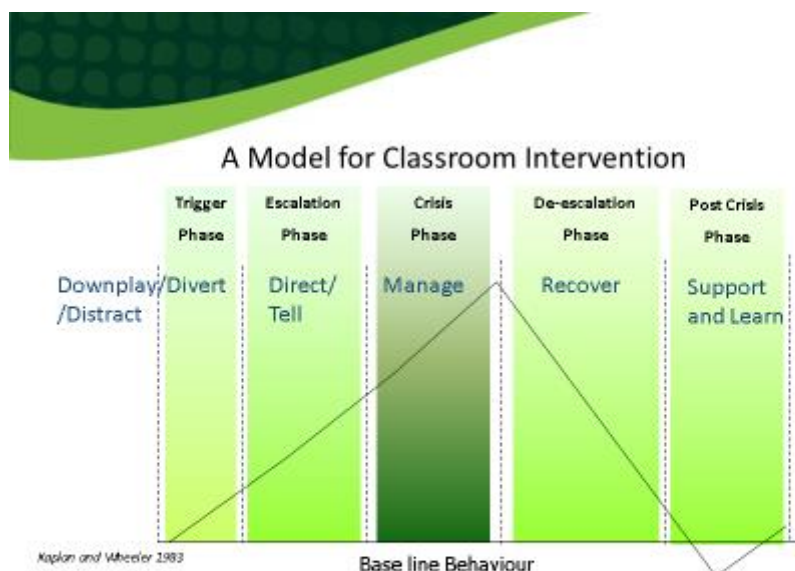 A Model for Classroom Intervention
Trigger
Phase
Escalation
Phase
Crisis
Phase
De-escalation
Phase
Post Crisis
Phase
Downplay/Divert
/Distract
Direct/
Tell
Manage
Recover
Support
and Learn
Kaplan and Wheeler 1983
Base line Behaviour